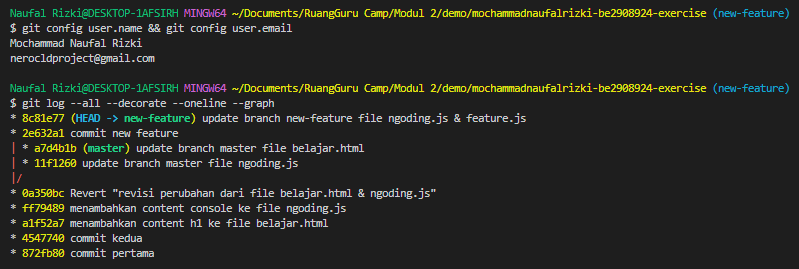 Naufal Rizki@DESKTOP-1AFSIRH MINGW64 ~/Documents/RuangGuru Camp/Modul 2/demo/mochammadnaufalrizki-be2908924-exercise (new-feature)
$ git config user.name && git config user.email
Mochammad Naufal Rizki
nerocldproject@gmail.com
Naufal Rizki@DESKTOP-1AFSIRH MINGW64 ~/Documents/RuangGuru Camp/Modul 2/demo/mochammadnaufalrizki-be2908924-exercise (new-feature)
$ git log --all --decorate --oneline --graph
* 8c81e77 (HEAD -> new-feature) update branch new-feature file ngoding.js & feature.js
* 2e632a1 commit new feature
| * a7d4b1b (master) update branch master file belajar.html
| * 11f1260 update branch master file ngoding.js
|/
* 0a350bc Revert "revisi perubahan dari file belajar.html & ngoding.js"
* ff79489 menambahkan content console ke file ngoding.js
* a1f52a7 menambahkan content h1 ke file belajar.html
* 4547740 commit kedua
* 872fb80 commit pertama